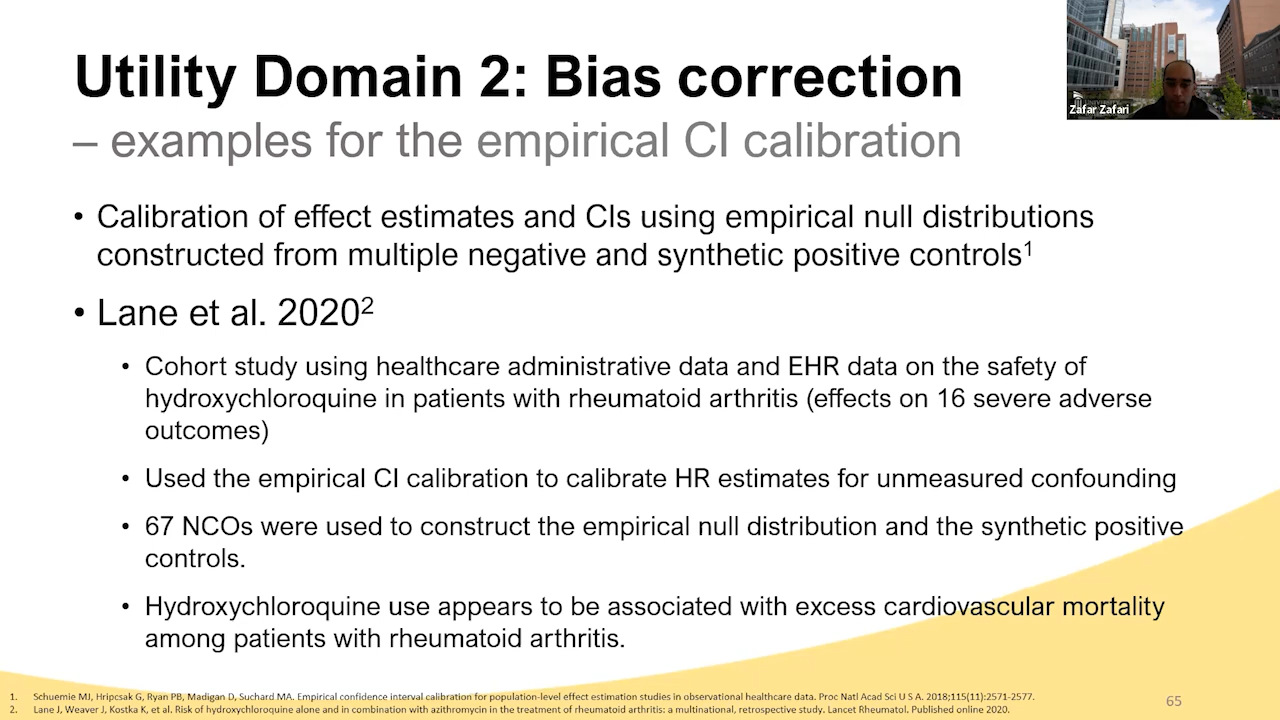 Utility Domain 2: Bias correction
– examples for the empirical CI calibration
Zafar Zafari
• Calibration of effect estimates and CIs using empirical null distributions
constructed from multiple negative and synthetic positive controls1
• Lane et al. 20202
• Cohort study using healthcare administrative data and EHR data on the safety of
hydroxychloroquine in patients with rheumatoid arthritis (effects on 16 severe adverse
outcomes)
• Used the empirical CI calibration to calibrate HR estimates for unmeasured confounding
• 67 NCOs were used to construct the empirical null distribution and the synthetic positive
controls.
• Hydroxychloroquine use appears to be associated with excess cardiovascular mortality
among patients with rheumatoid arthritis.
1. Schuemie MJ, Hripcsak G, Ryan PB, Madigan D, Suchard MA. Empirical confidence interval calibration for population-level effect estimation studies in observational healthcare data. Proc Natl Acad Sci U S A. 2018;115(11):2571-2577.
2. Lane J, Weaver J, Kostka K, et al. Risk of hydroxychloroquine alone and in combination with azithromycin in the treatment of rheumatoid arthritis: a multinational, retrospective study. Lancet Rheumatol. Published online 2020.
65